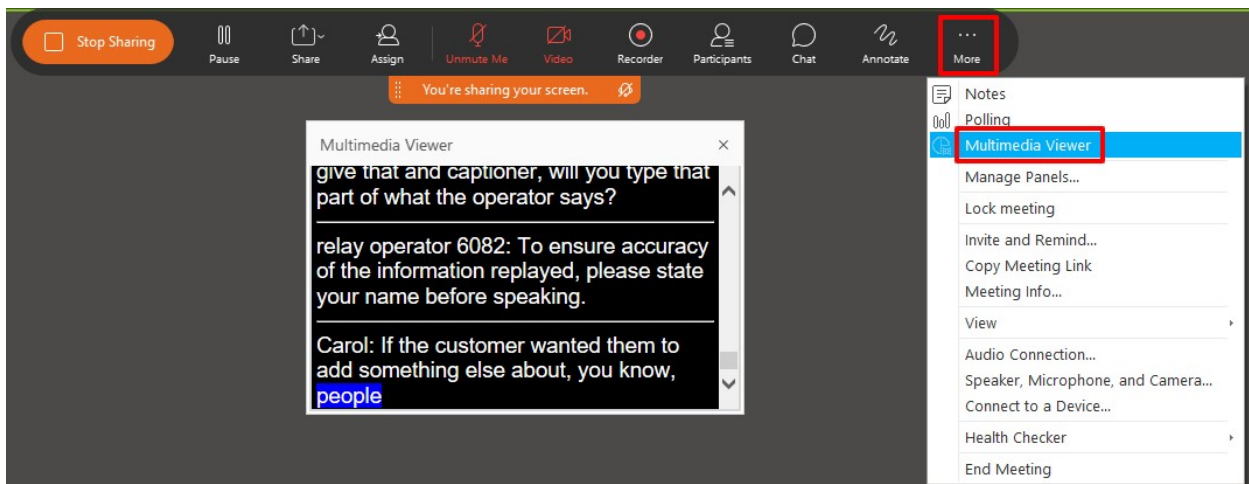 Stop Sharing
Pause
Share
Assign
Unmute Me
Video
Recorder
Participants
Chat
Annotate
More
You're sharing your screen.
Multimedia Viewer
give that and captioner, will you type that
part of what the operator says?
relay operator 6082: To ensure accuracy
of the information replayed, please state
your name before speaking.
Carol: If the customer wanted them to
add something else about, you know,
people
Notes
Polling
Multimedia Viewer
Manage Panels...
Lock meeting
Invite and Remind...
Copy Meeting Link
Meeting Info...
View
Audio Connection...
Speaker, Microphone, and Camera...
Connect to a Device...
Health Checker
End Meeting